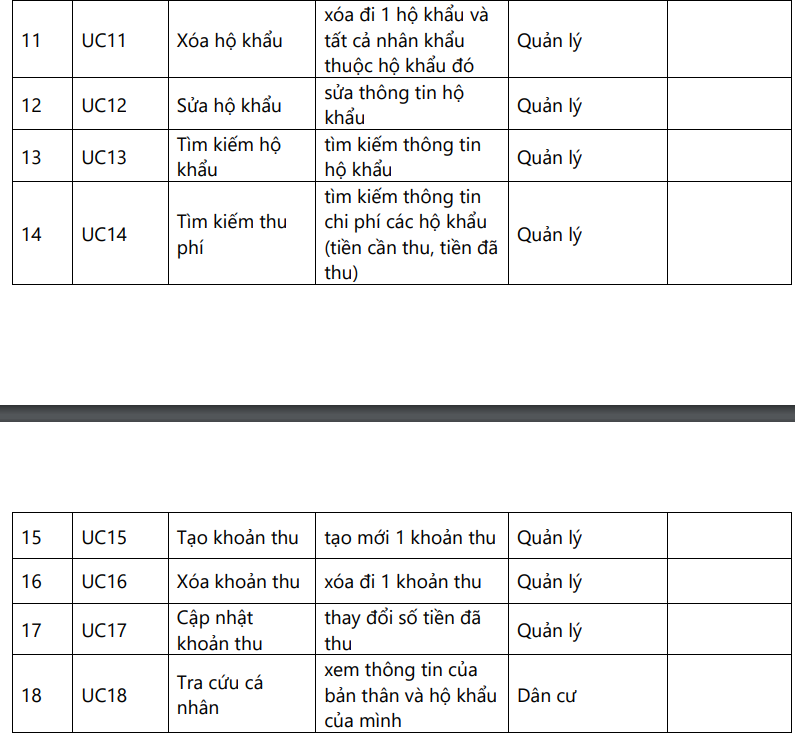 11 UC11 Xóa hộ khẩu xóa đi 1 hộ khẩu và
tất cả nhân khẩu
thuộc hộ khẩu đó Quản lý
12 UC12 Sửa hộ khẩu sửa thông tin hộ
khẩu Quản lý
13 UC13 Tìm kiếm hộ
khẩu tìm kiếm thông tin
hộ khẩu Quản lý
14 UC14 Tìm kiếm thu
phí tìm kiếm thông tin
chi phí các hộ khẩu
(tiền cần thu, tiền đã
thu) Quản lý
15 UC15 Tạo khoản thu tạo mới 1 khoản thu Quản lý
16 UC16 Xóa khoản thu xóa đi 1 khoản thu Quản lý
17 UC17 Cập nhật
khoản thu thay đổi số tiền đã
thu Quản lý
18 UC18 Tra cứu cá
nhân xem thông tin của
bản thân và hộ khẩu
của mình Dân cư